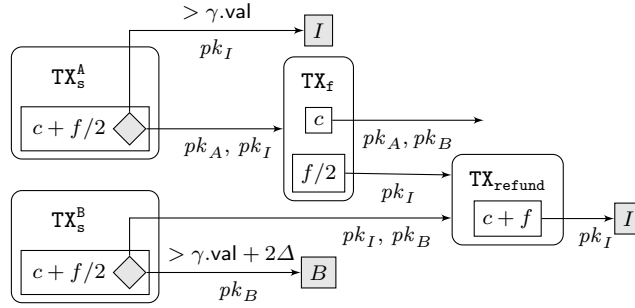 > γ.val
I
pk_I
TX_s^A
TX_f
c + f/2
c
pk_A, pk_I
pk_A, pk_B
f/2
TX_refund
pk_I
TX_s^B
c + f
I
pk_I, pk_B
pk_I
c + f/2
> γ.val + 2Δ
B
pk_B